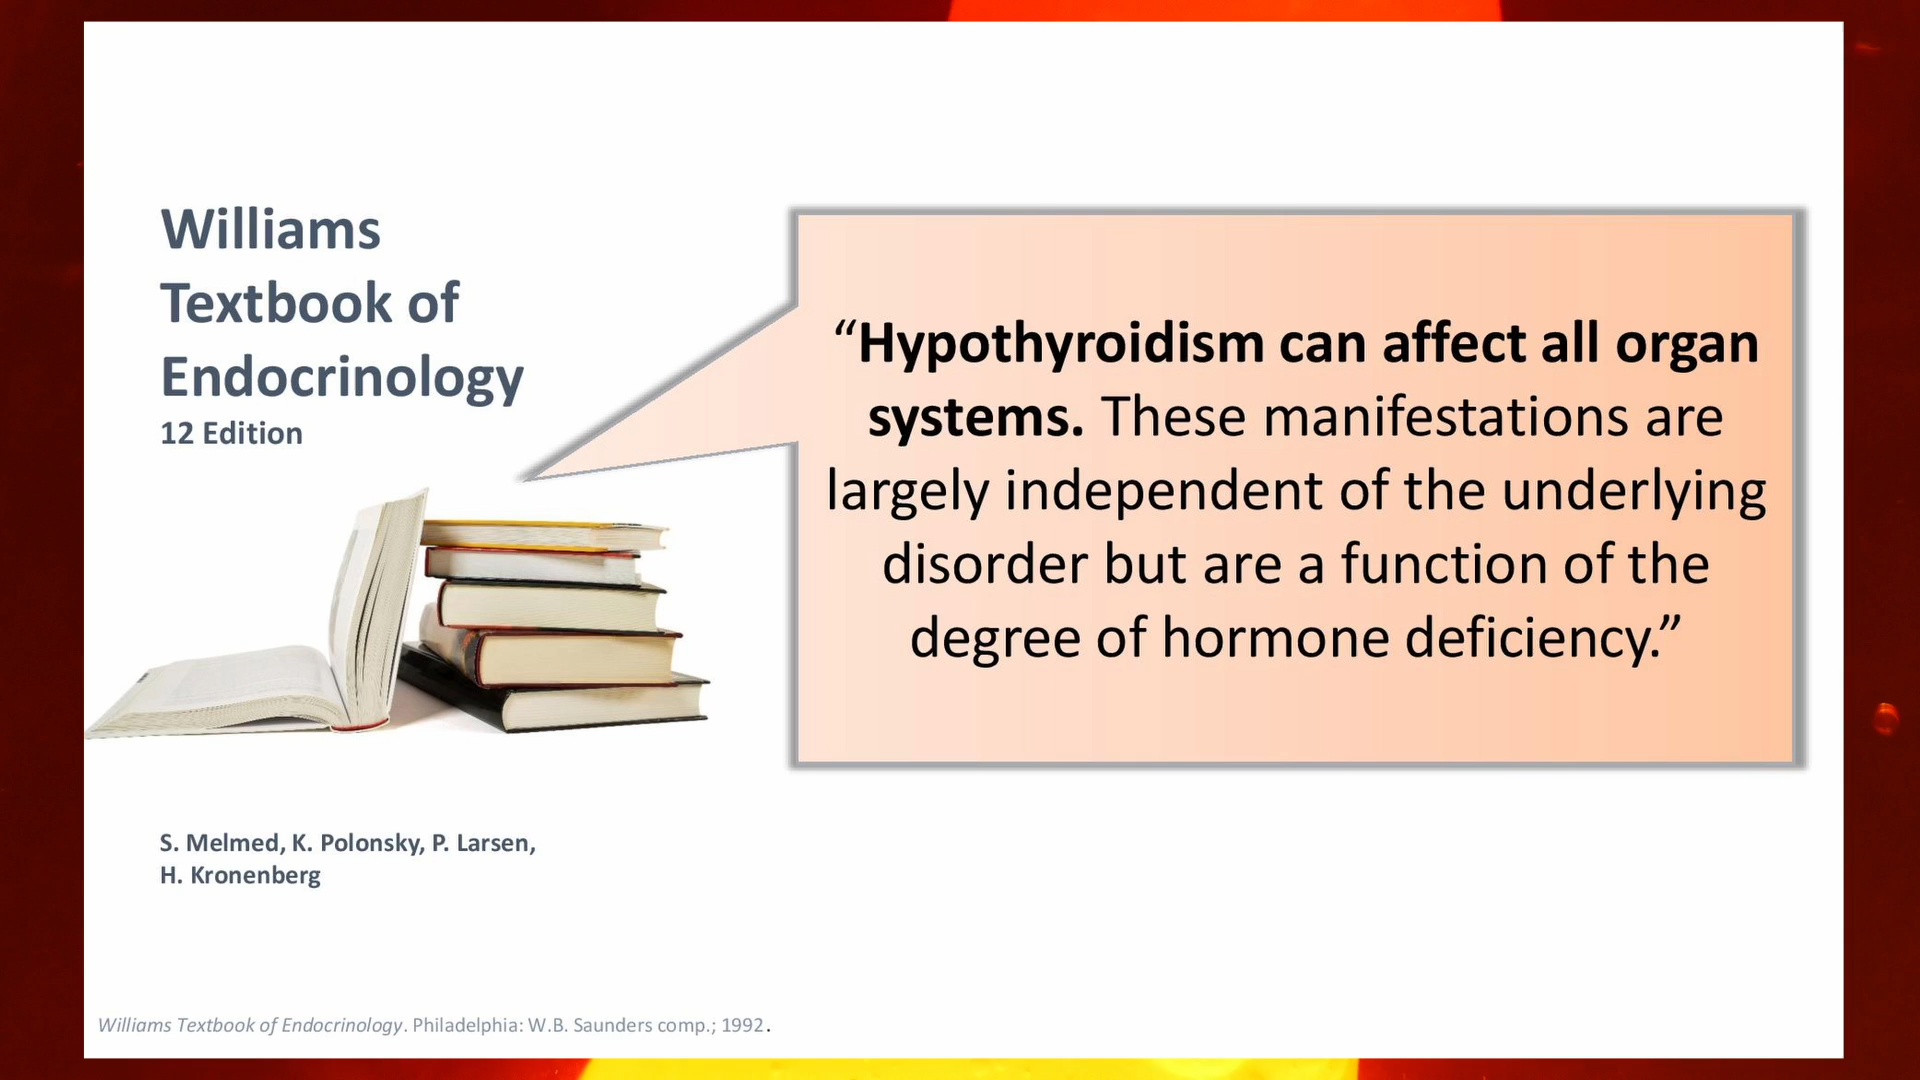 Williams
Textbook of
Endocrinology
12 Edition
“Hypothyroidism can affect all organ
systems. These manifestations are
largely independent of the underlying
disorder but are a function of the
degree of hormone deficiency.”
S. Melmed, K. Polonsky, P. Larsen,
H. Kronenberg
Williams Textbook of Endocrinology. Philadelphia: W.B. Saunders comp.; 1992.